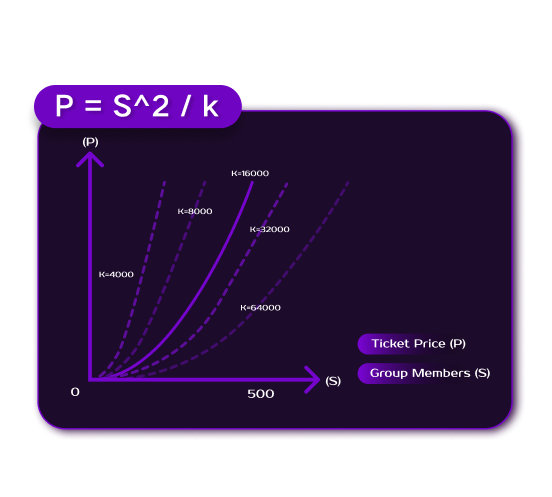 P = S^2 / k
(P)
K=16000
K=8000
K=32000
K=4000
K=64000
Ticket Price (P)
Group Members (S)
(S)
0
500